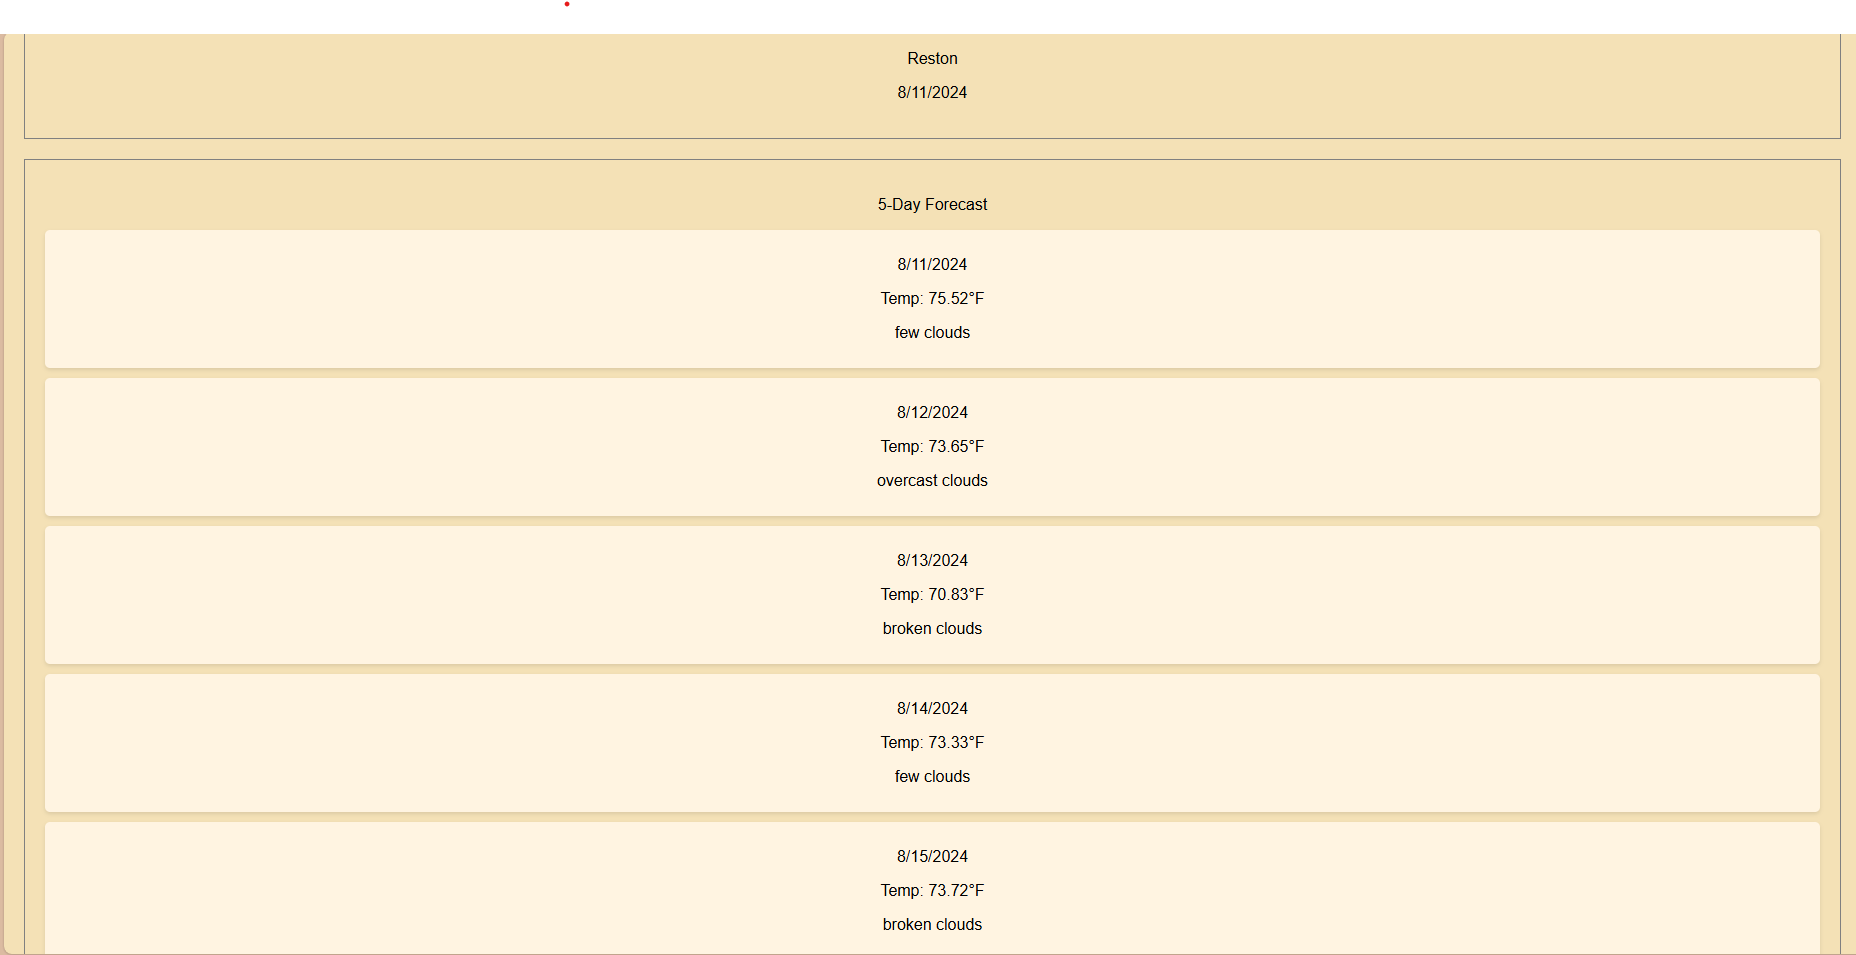 Reston
8/11/2024
5-Day Forecast
8/11/2024
Temp: 75.52°F
few clouds
8/12/2024
Temp: 73.65°F
overcast clouds
8/13/2024
Temp: 70.83°F
broken clouds
8/14/2024
Temp: 73.33°F
few clouds
8/15/2024
Temp: 73.72°F
broken clouds